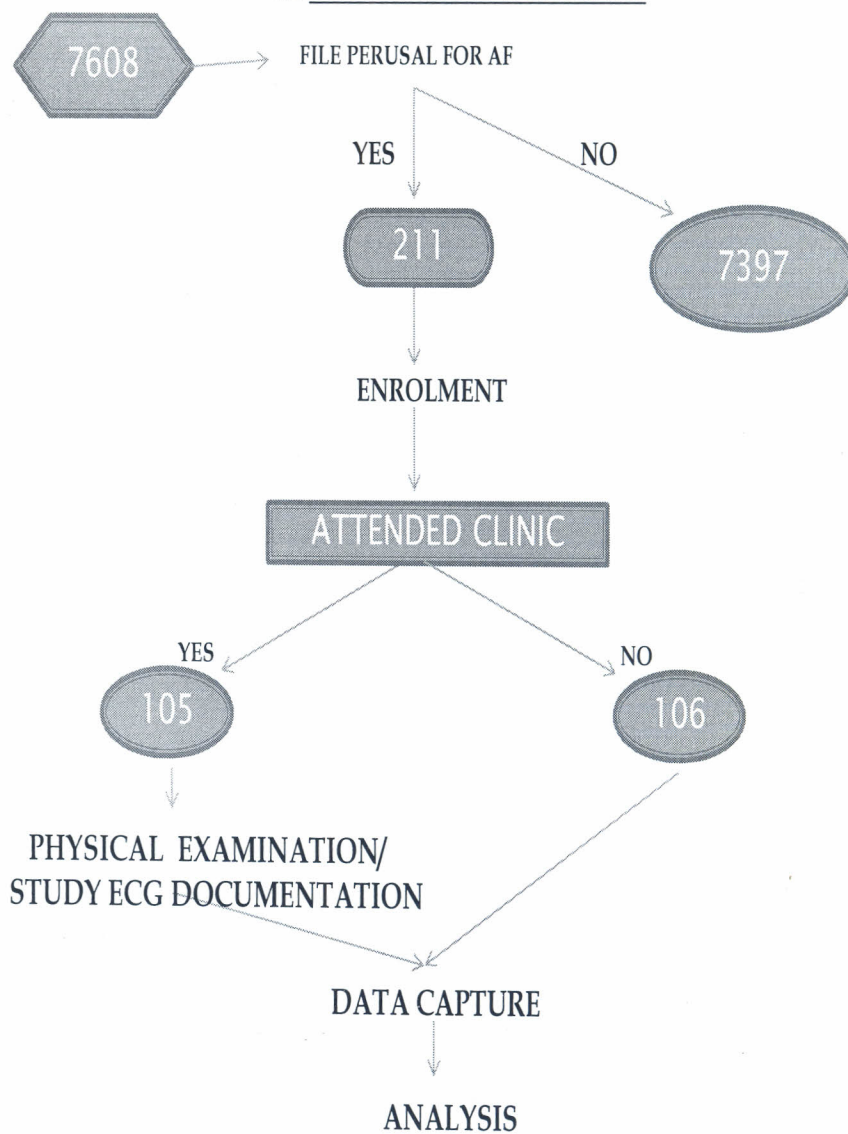 7608
FILE PERUSAL FOR AF
YES
NO
211
7397
ENROLMENT
ATTENDED CLINIC
YES
NO
105
106
PHYSICAL EXAMINATION/
STUDY ECG DOCUMENTATION
DATA CAPTURE
ANALYSIS